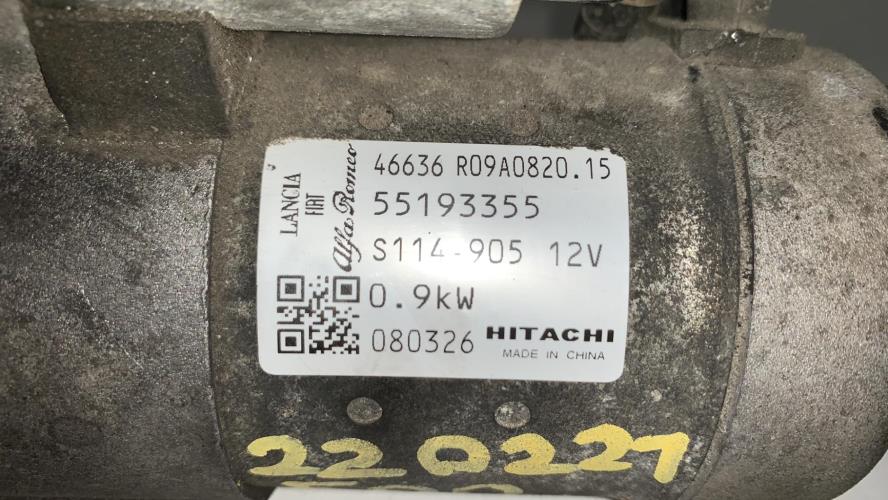 46636 R09A0820.15
55193355
S114-905 12V
0.9kW
080326 HITACHI
MADE IN CHINA
LANCIA
FIAT
Alfa Romeo
220227